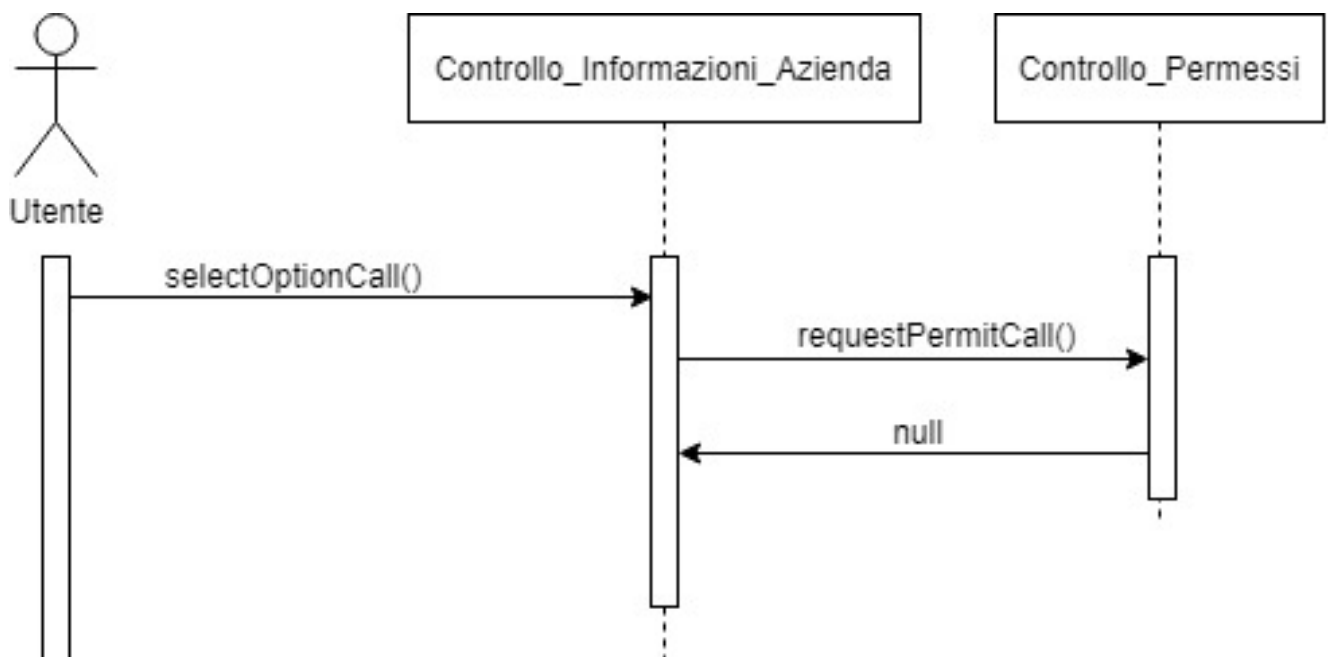 Controllo_Informazioni_Azienda
Controllo_Permessi
Utente
selectOptionCall()
requestPermitCall()
null